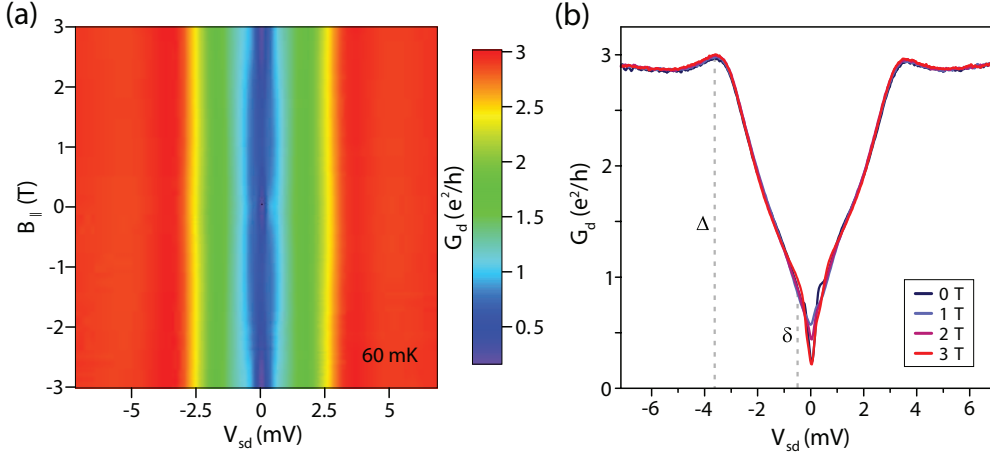 (a)
3
2
1
0
-1
-2
-3
B∥ (T)
60 mK
-5
-2.5
0
2.5
5
V_sd (mV)
G_d (e²/h)
3
2.5
2
1.5
1
0.5
(b)
3
2
1
0
G_d (e²/h)
Δ
δ
0 T
1 T
2 T
3 T
-6
-4
-2
0
2
4
6
V_sd (mV)